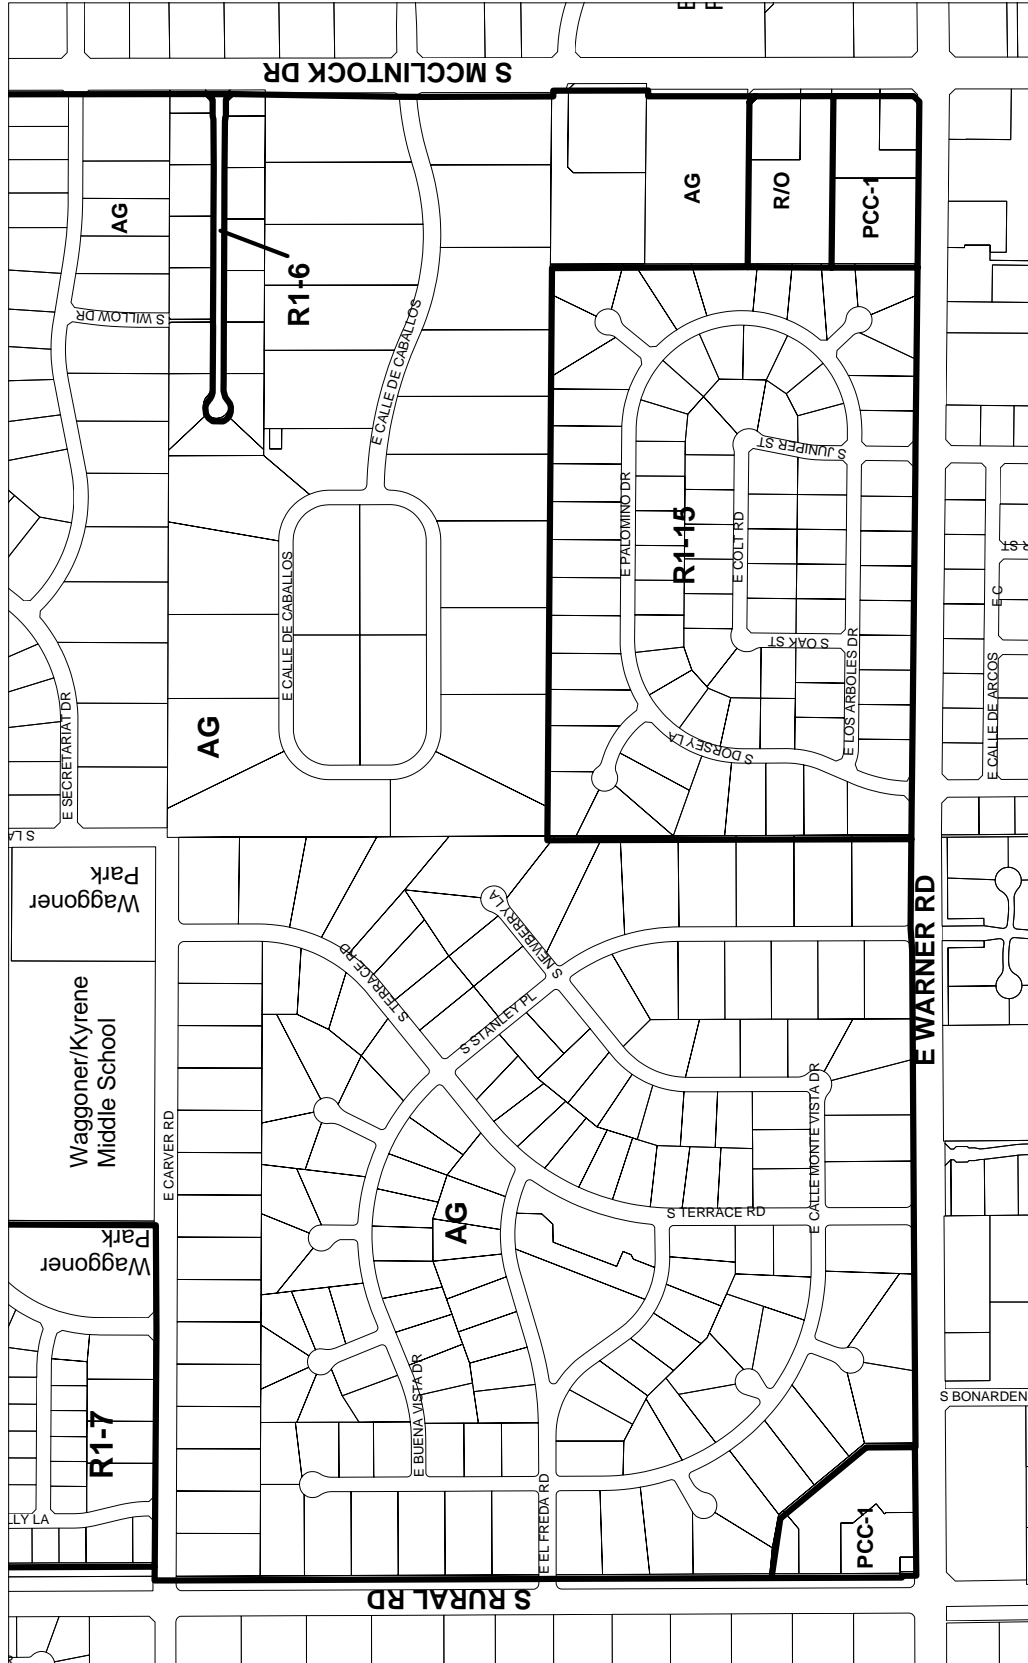 S MCCLINTOCK DR
AG
R1-6
S WILLOW DR
E CALLE DE CABALLOS
AG
R/O
PCC-1
E PALOMINO DR
R1-15
E COLT RD
S JUNIPER ST
S OAK ST
E LOS ARBOLES DR
S DORSEY LA
E CALLE DE CABALLOS
AG
E SECRETARIAT DR
S LA
E C
E CALLE DE ARCOS
Waggoner
Park
Waggoner/Kyrene
Middle School
E CARVER RD
S TERRACE RD
S NEWBERRY LA
S STANLEY PL
E WARNER RD
E CALLE MONTE VISTA DR
S TERRACE RD
AG
Waggoner
Park
R1-7
LLY LA
E BUENA VISTA DR
E EL FREDA RD
PCC-1
S BONARDEN
S RURAL RD